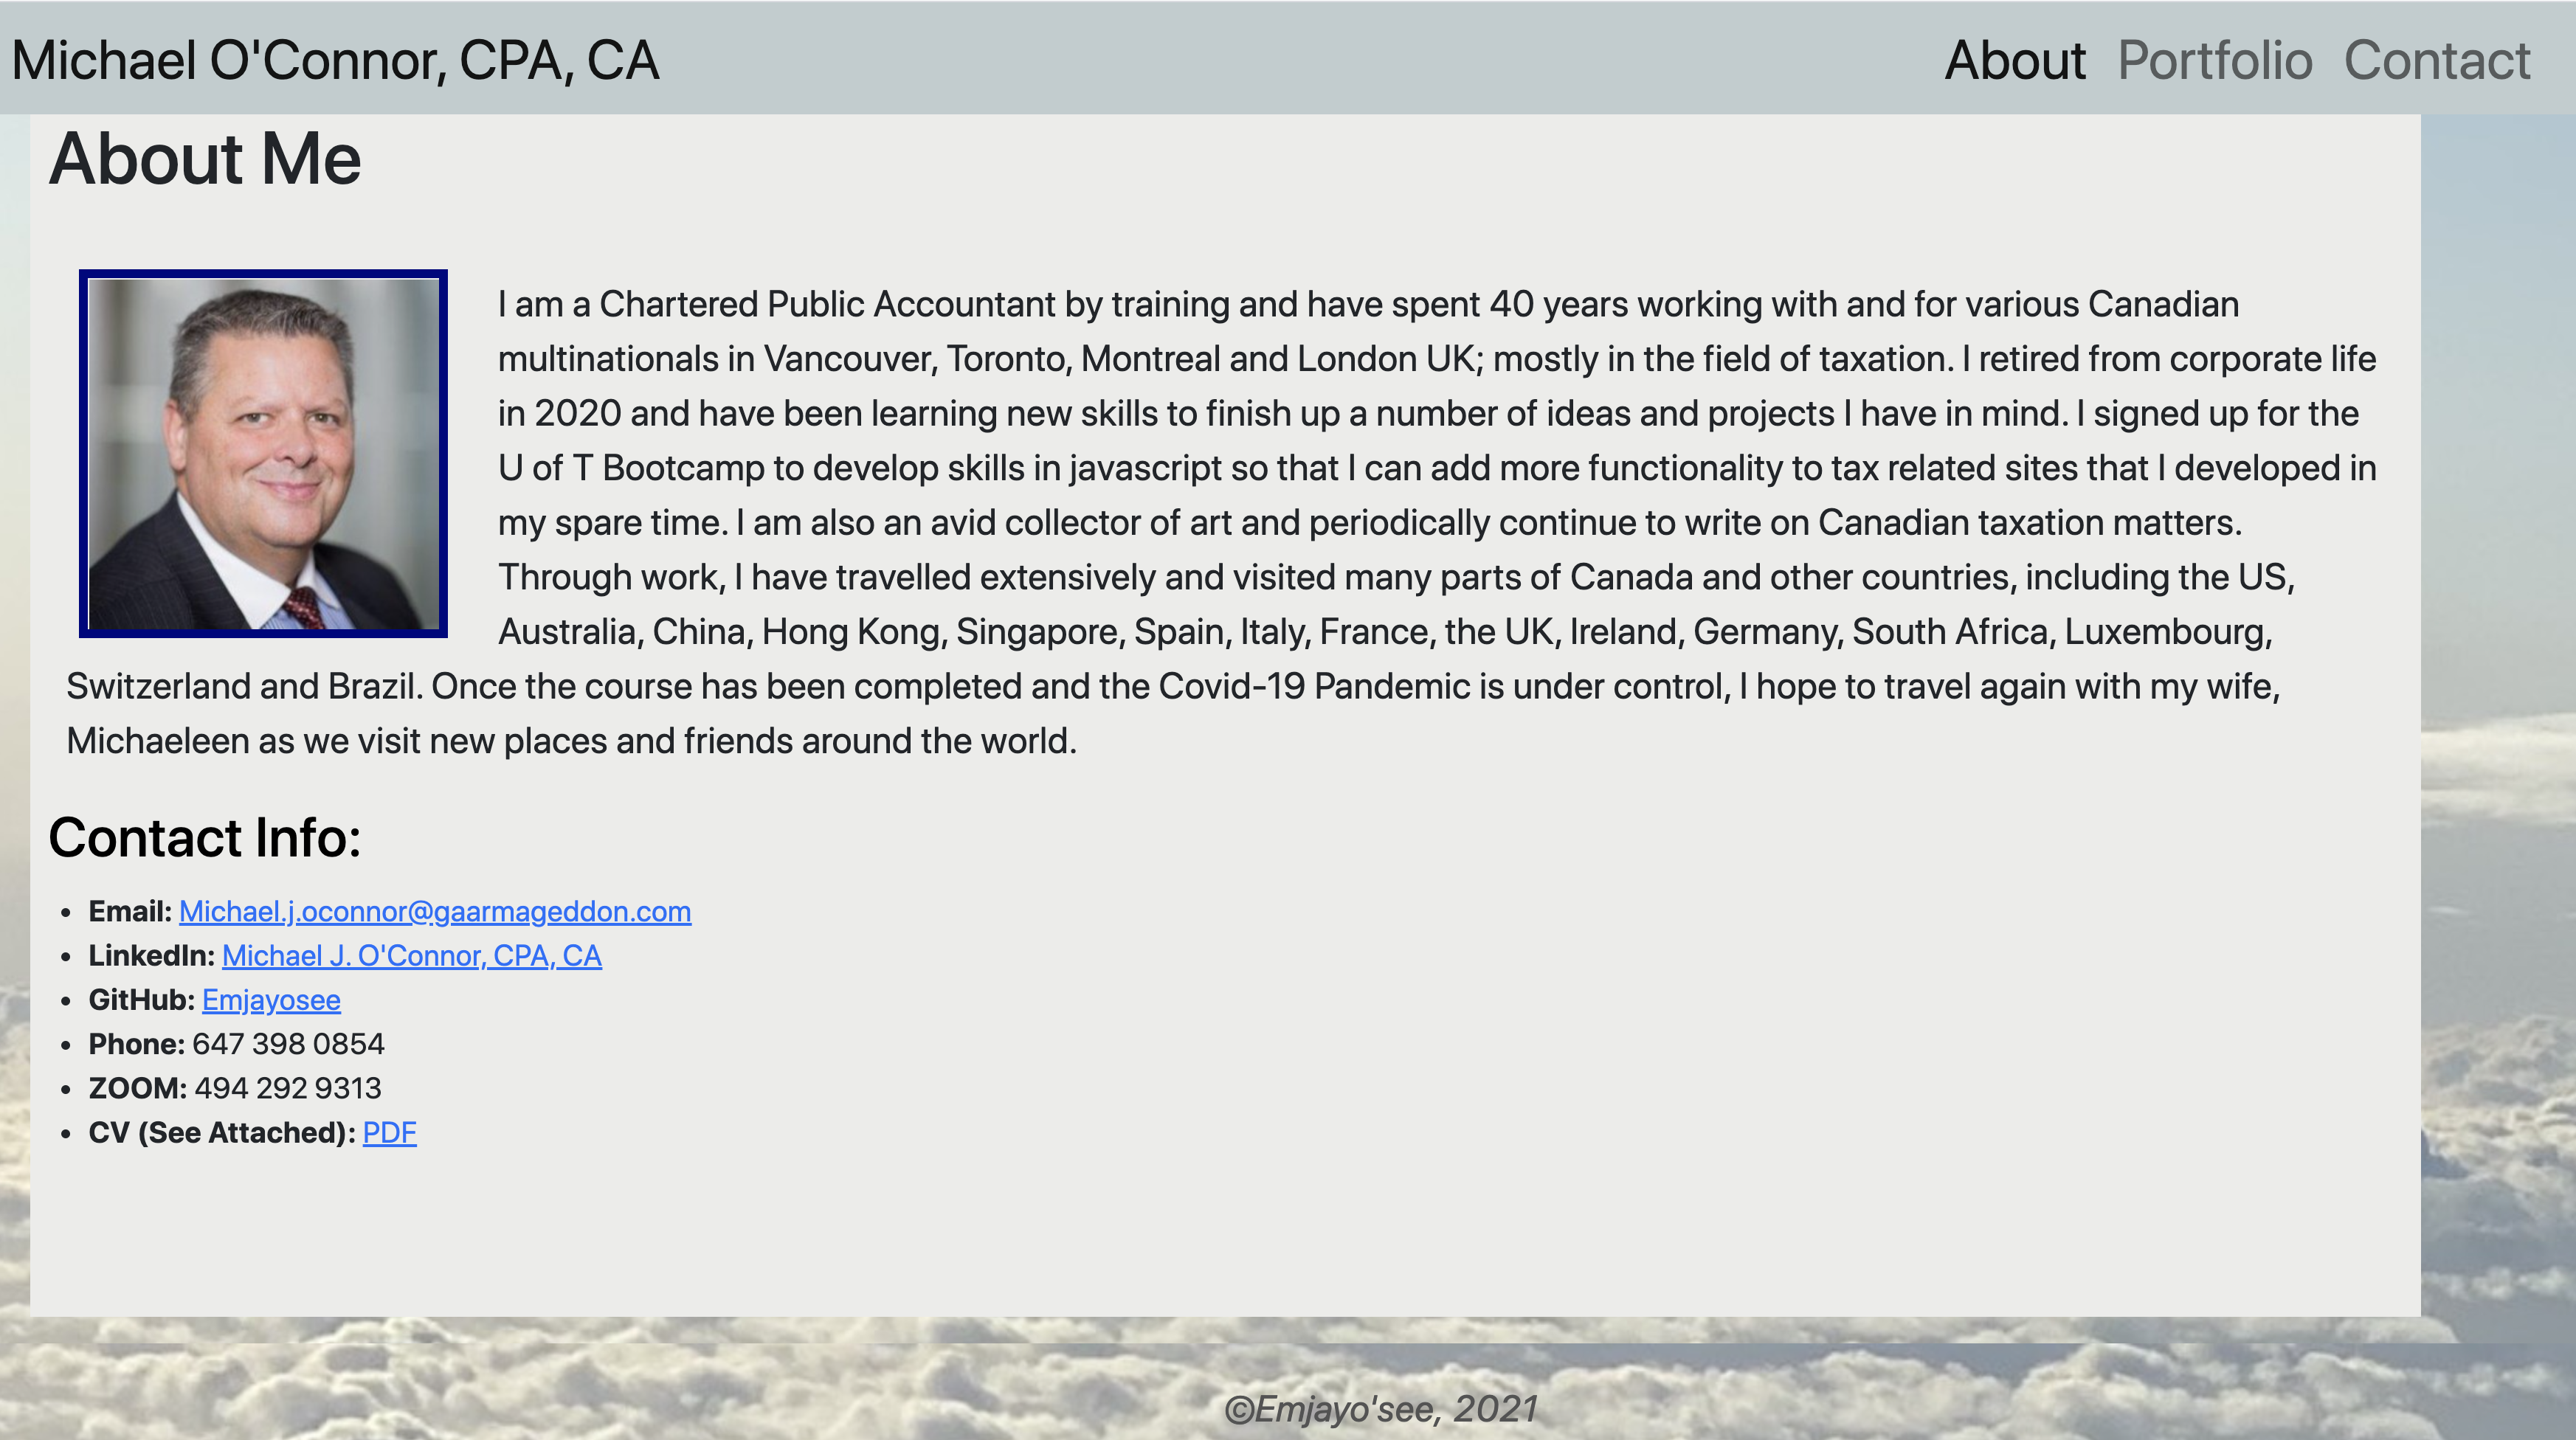 Michael O'Connor, CPA, CA
About Portfolio Contact
About Me
I am a Chartered Public Accountant by training and have spent 40 years working with and for various Canadian
multinationals in Vancouver, Toronto, Montreal and London UK; mostly in the field of taxation. I retired from corporate life
in 2020 and have been learning new skills to finish up a number of ideas and projects I have in mind. I signed up for the
U of T Bootcamp to develop skills in javascript so that I can add more functionality to tax related sites that I developed in
my spare time. I am also an avid collector of art and periodically continue to write on Canadian taxation matters.
Through work, I have travelled extensively and visited many parts of Canada and other countries, including the US,
Australia, China, Hong Kong, Singapore, Spain, Italy, France, the UK, Ireland, Germany, South Africa, Luxembourg,
Switzerland and Brazil. Once the course has been completed and the Covid-19 Pandemic is under control, I hope to travel again with my wife,
Michaeleen as we visit new places and friends around the world.
Contact Info:
• Email: Michael.j.oconnor@gaarmageddon.com
• LinkedIn: Michael J. O'Connor, CPA, CA
• GitHub: Emjayosee
• Phone: 647 398 0854
• ZOOM: 494 292 9313
• CV (See Attached): PDF
©Emjayo'see, 2021